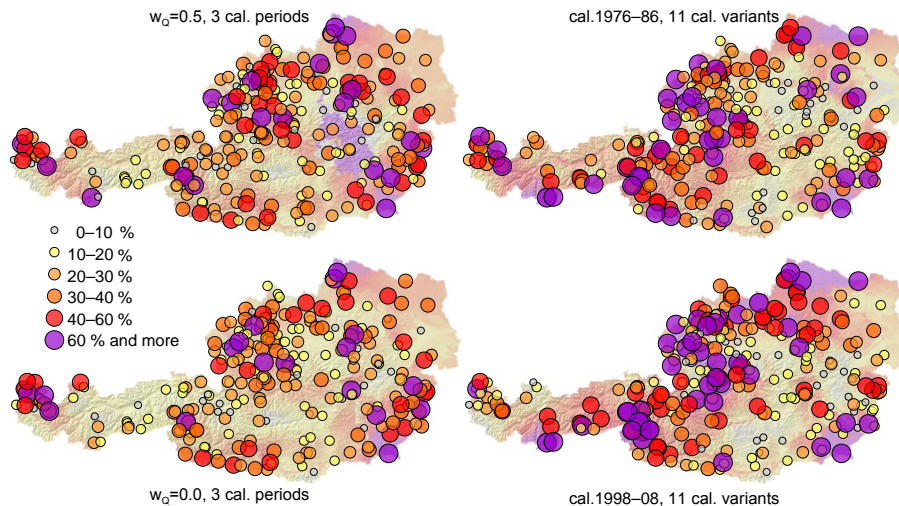 w_Q=0.5, 3 cal. periods
cal.1976–86, 11 cal. variants
0–10 %
10–20 %
20–30 %
30–40 %
40–60 %
60 % and more
w_Q=0.0, 3 cal. periods
cal.1998–08, 11 cal. variants